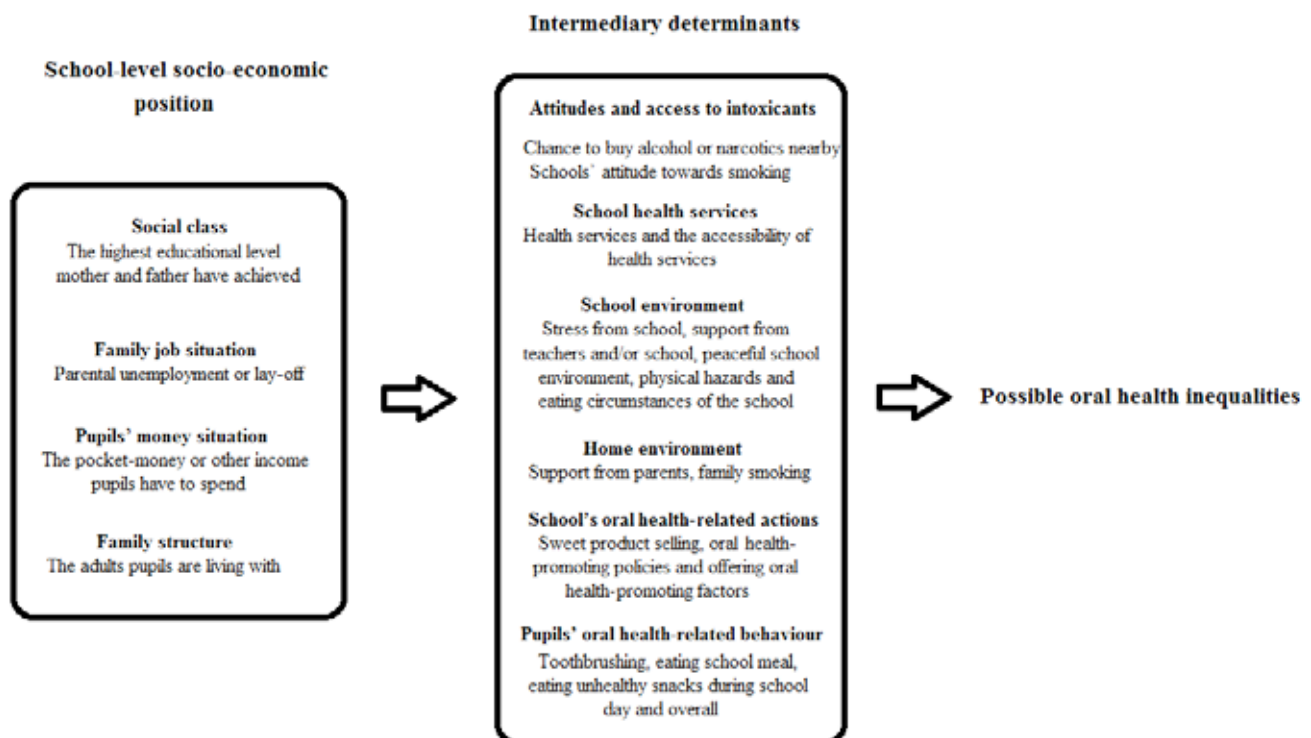 School-level socio-economic
position
Social class
The highest educational level
mother and father have achieved
Family job situation
Parental unemployment or lay-off
Pupils’ money situation
The pocket-money or other income
pupils have to spend
Family structure
The adults pupils are living with
Intermediary determinants
Attitudes and access to intoxicants
Chance to buy alcohol or narcotics nearby
Schools` attitude towards smoking
School health services
Health services and the accessibility of
health services
School environment
Stress from school, support from
teachers and/or school, peaceful school
environment, physical hazards and
eating circumstances of the school
Home environment
Support from parents, family smoking
School’s oral health-related actions
Sweet product selling, oral health-
promoting policies and offering oral
health-promoting factors
Pupils’ oral health-related behaviour
Toothbrushing, eating school meal,
eating unhealthy snacks during school
day and overall
Possible oral health inequalities